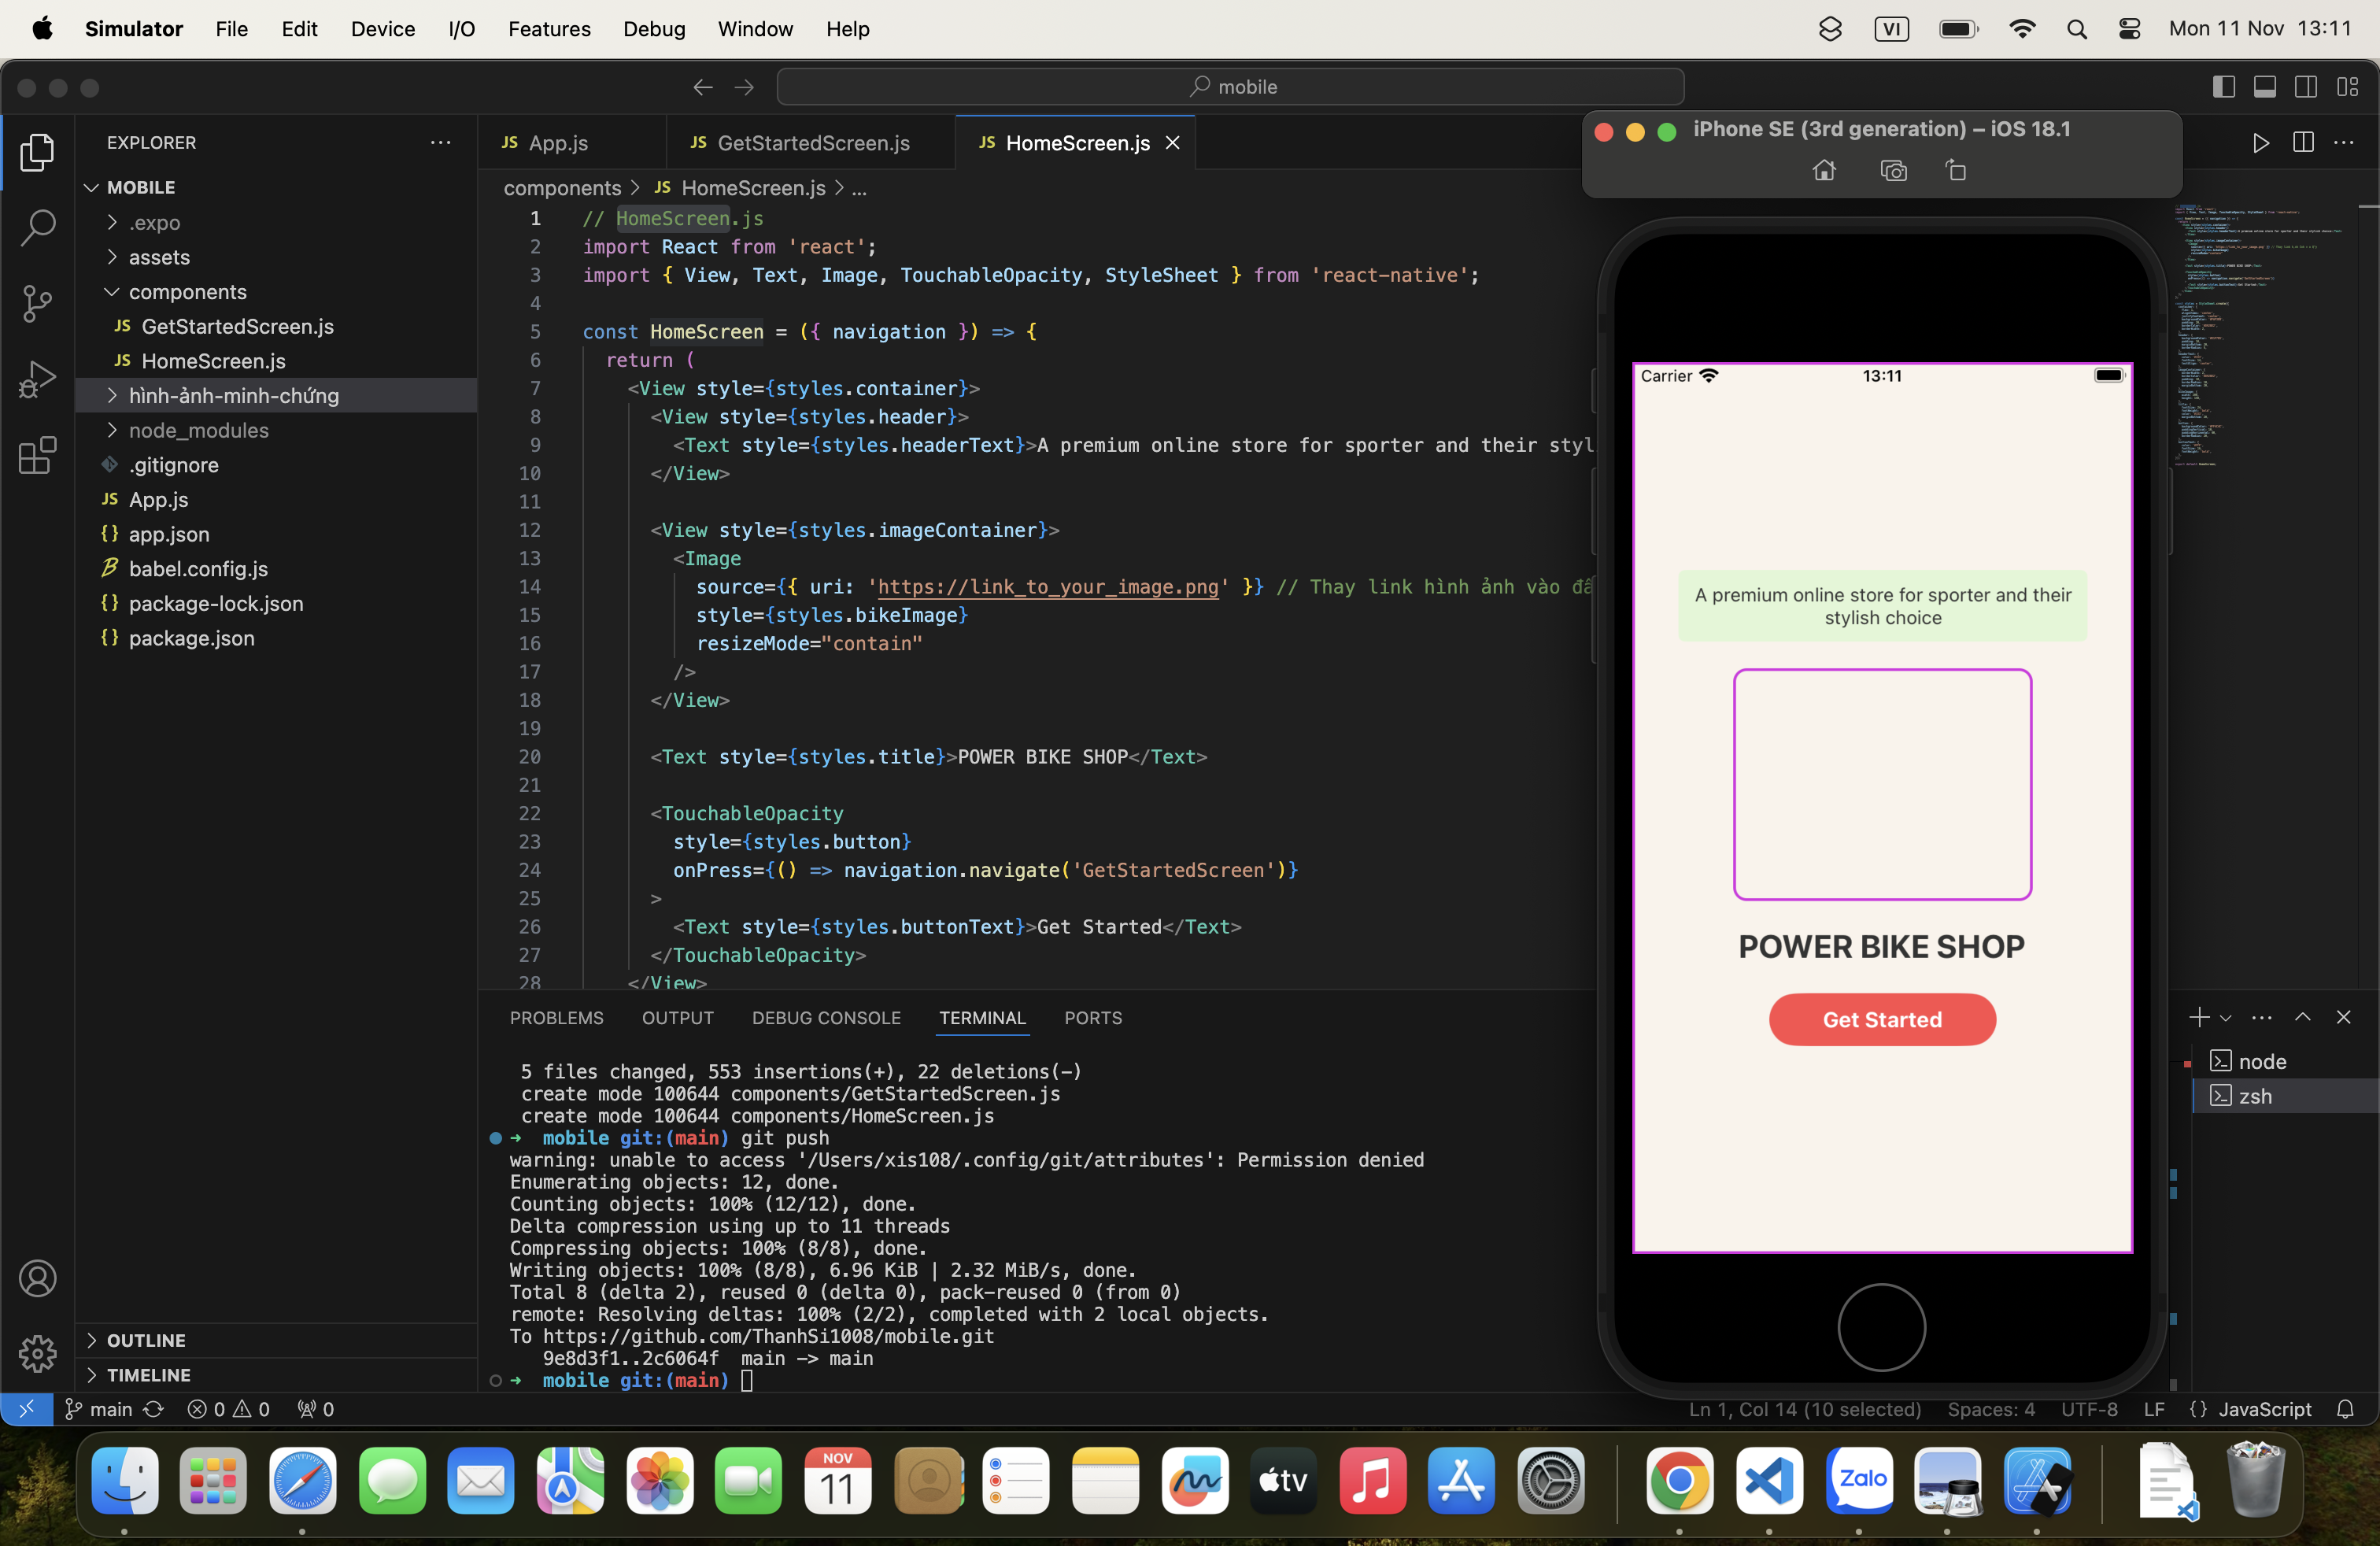 Simulator File Edit Device I/O Features Debug Window Help VI Mon 11 Nov 13:11
mobile
EXPLORER
MOBILE
.expo
assets
components
JS GetStartedScreen.js
JS HomeScreen.js
hình-ảnh-minh-chứng
node_modules
.gitignore
JS App.js
{} app.json
babel.config.js
{} package-lock.json
{} package.json
OUTLINE
TIMELINE
JS App.js JS GetStartedScreen.js JS HomeScreen.js
components > JS HomeScreen.js > ...
1 // HomeScreen.js
2 import React from 'react';
3 import { View, Text, Image, TouchableOpacity, StyleSheet } from 'react-native';
4
5 const HomeScreen = ({ navigation }) => {
6 return (
7 <View style={styles.container}>
8 <View style={styles.header}>
9 <Text style={styles.headerText}>A premium online store for sporter and their styl
10 </View>
11
12 <View style={styles.imageContainer}>
13 <Image
14 source={{ uri: 'https://link_to_your_image.png' }} // Thay link hình ảnh vào đâ
15 style={styles.bikeImage}
16 resizeMode="contain"
17 />
18 </View>
19
20 <Text style={styles.title}>POWER BIKE SHOP</Text>
21
22 <TouchableOpacity
23 style={styles.button}
24 onPress={() => navigation.navigate('GetStartedScreen')}
25 >
26 <Text style={styles.buttonText}>Get Started</Text>
27 </TouchableOpacity>
28 </View>
PROBLEMS OUTPUT DEBUG CONSOLE TERMINAL PORTS
5 files changed, 553 insertions(+), 22 deletions(-)
create mode 100644 components/GetStartedScreen.js
create mode 100644 components/HomeScreen.js
➜ mobile git:(main) git push
warning: unable to access '/Users/xis108/.config/git/attributes': Permission denied
Enumerating objects: 12, done.
Counting objects: 100% (12/12), done.
Delta compression using up to 11 threads
Compressing objects: 100% (8/8), done.
Writing objects: 100% (8/8), 6.96 KiB | 2.32 MiB/s, done.
Total 8 (delta 2), reused 0 (delta 0), pack-reused 0 (from 0)
remote: Resolving deltas: 100% (2/2), completed with 2 local objects.
To https://github.com/ThanhSi1008/mobile.git
9e8d3f1..2c6064f main -> main
➜ mobile git:(main)
node
zsh
iPhone SE (3rd generation) – iOS 18.1
Carrier 13:11
A premium online store for sporter and their
stylish choice
POWER BIKE SHOP
Get Started
main 0 0 0 Ln 1, Col 14 (10 selected) Spaces: 4 UTF-8 LF {} JavaScript
NOV
11
tv
Zalo